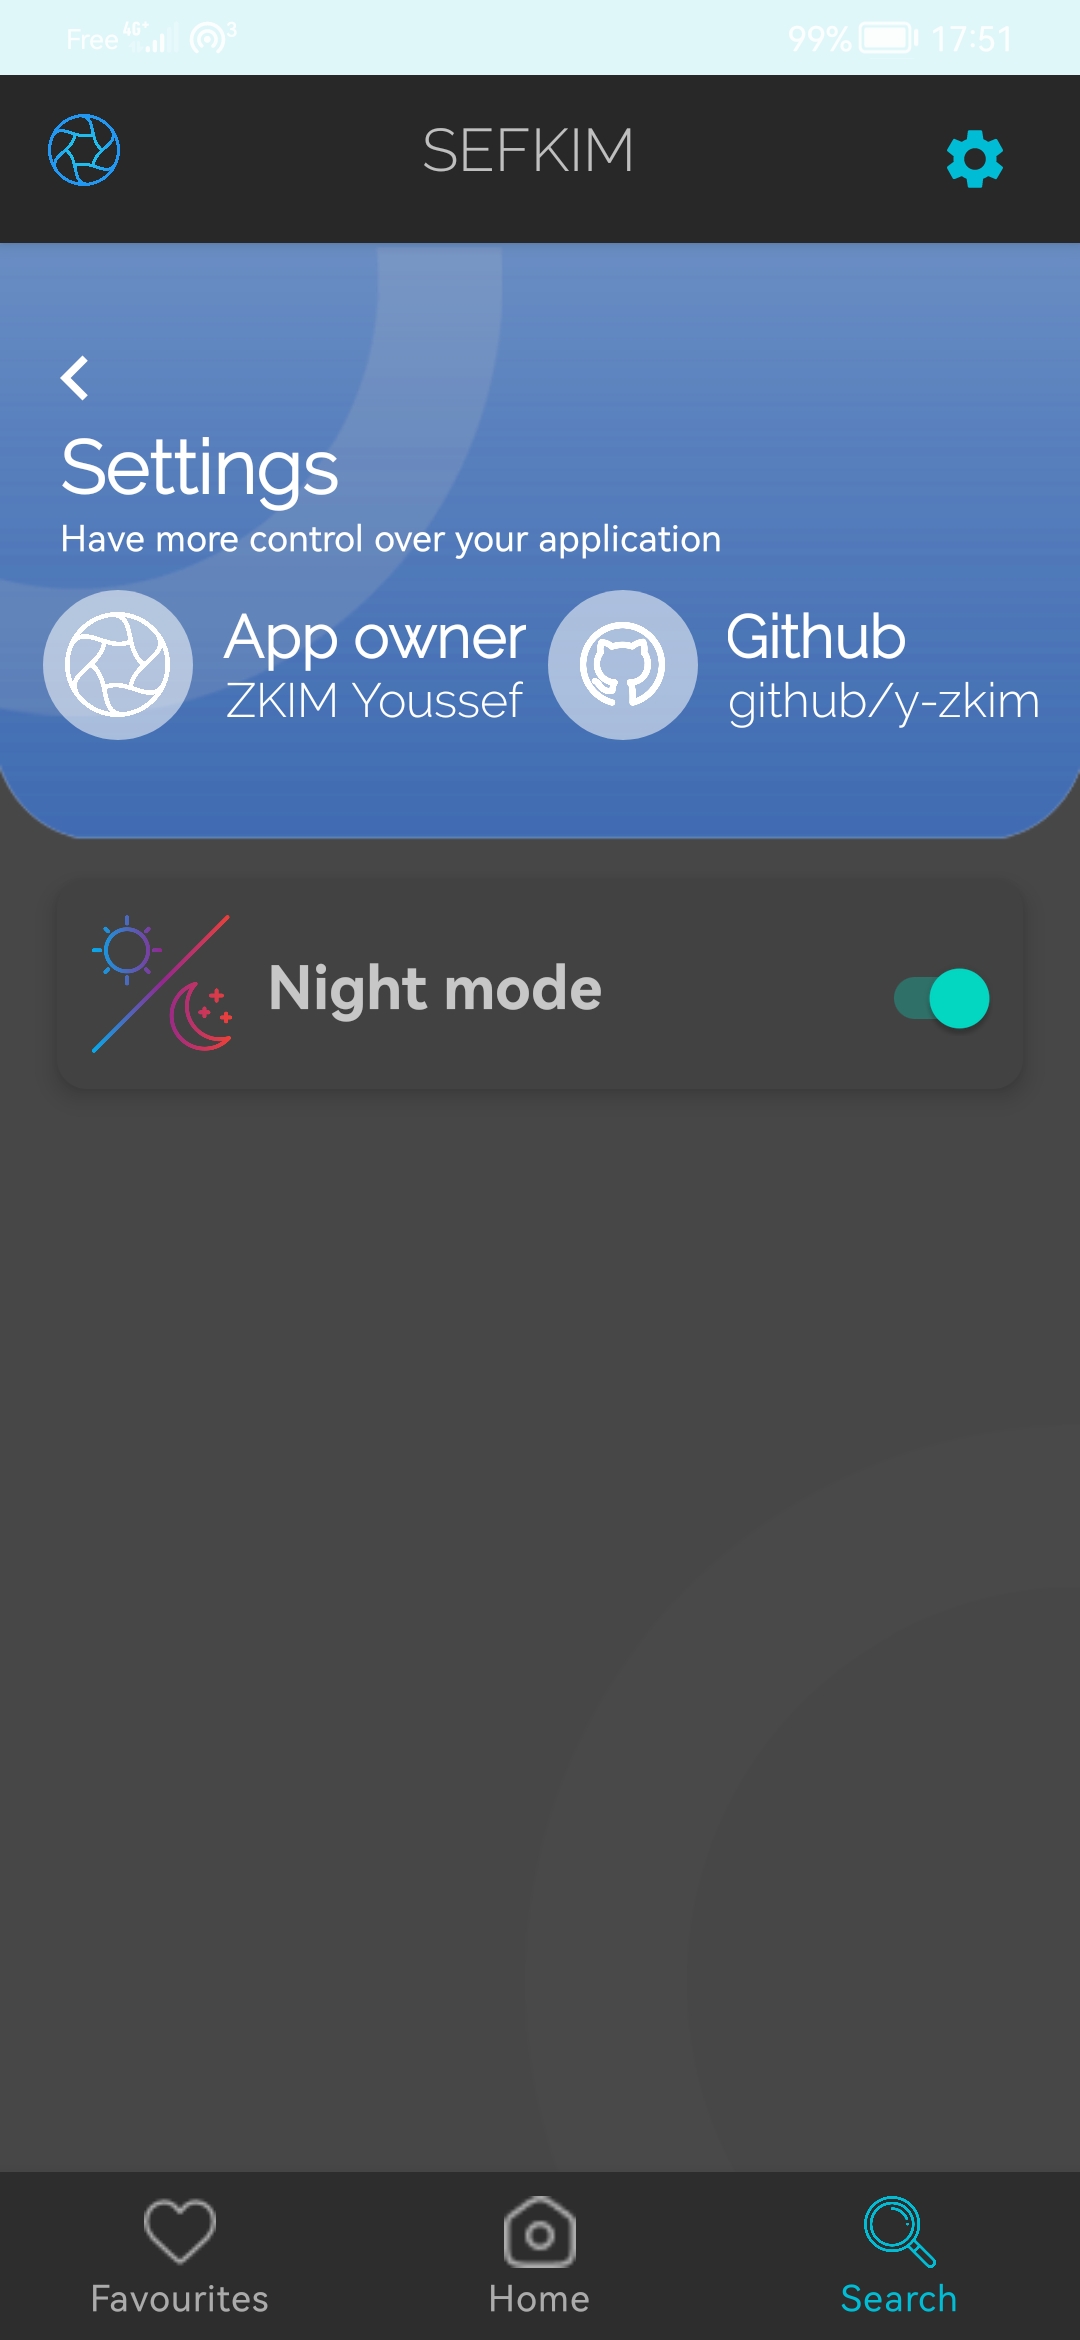 Free 4G+ 3 99% 17:51
SEFKIM
Settings
Have more control over your application
App owner
ZKIM Youssef
Github
github/y-zkim
Night mode
Favourites
Home
Search